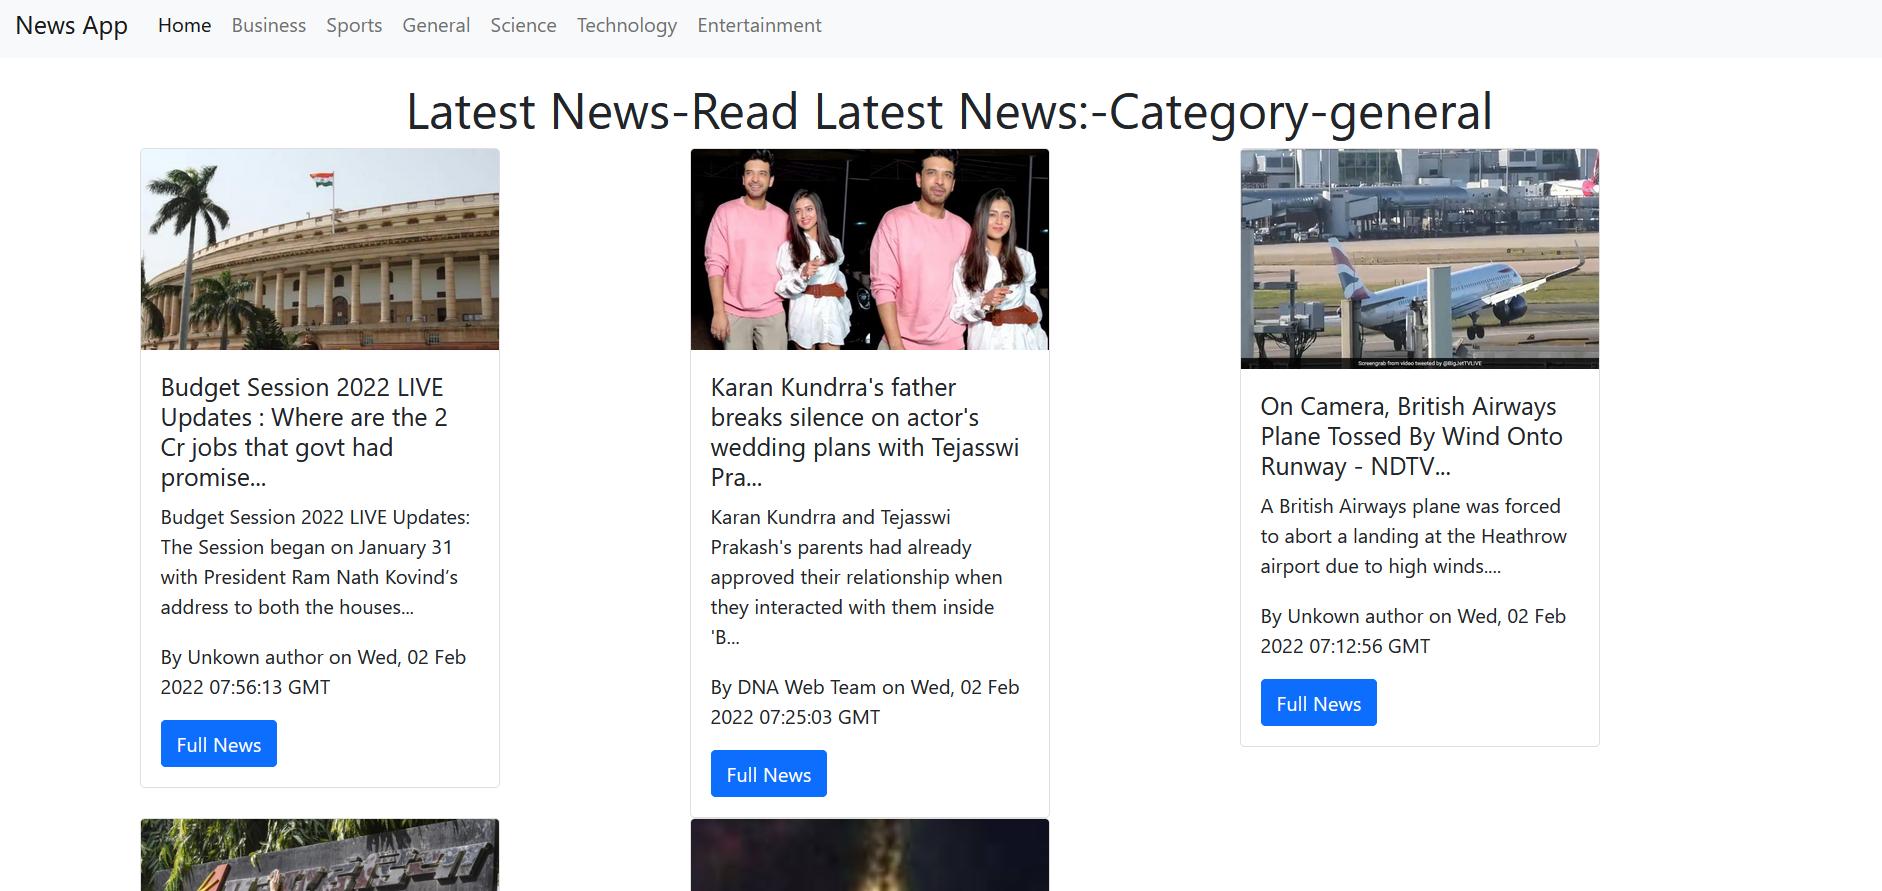 News App Home Business Sports General Science Technology Entertainment
Latest News-Read Latest News:-Category-general
Budget Session 2022 LIVE
Updates : Where are the 2
Cr jobs that govt had
promise...
Budget Session 2022 LIVE Updates:
The Session began on January 31
with President Ram Nath Kovind’s
address to both the houses...
By Unkown author on Wed, 02 Feb
2022 07:56:13 GMT
Full News
Karan Kundrra's father
breaks silence on actor's
wedding plans with Tejasswi
Pra...
Karan Kundrra and Tejasswi
Prakash's parents had already
approved their relationship when
they interacted with them inside
'B...
By DNA Web Team on Wed, 02 Feb
2022 07:25:03 GMT
Full News
Screengrab from video tweeted by @BigJetTVLIVE
On Camera, British Airways
Plane Tossed By Wind Onto
Runway - NDTV...
A British Airways plane was forced
to abort a landing at the Heathrow
airport due to high winds....
By Unkown author on Wed, 02 Feb
2022 07:12:56 GMT
Full News